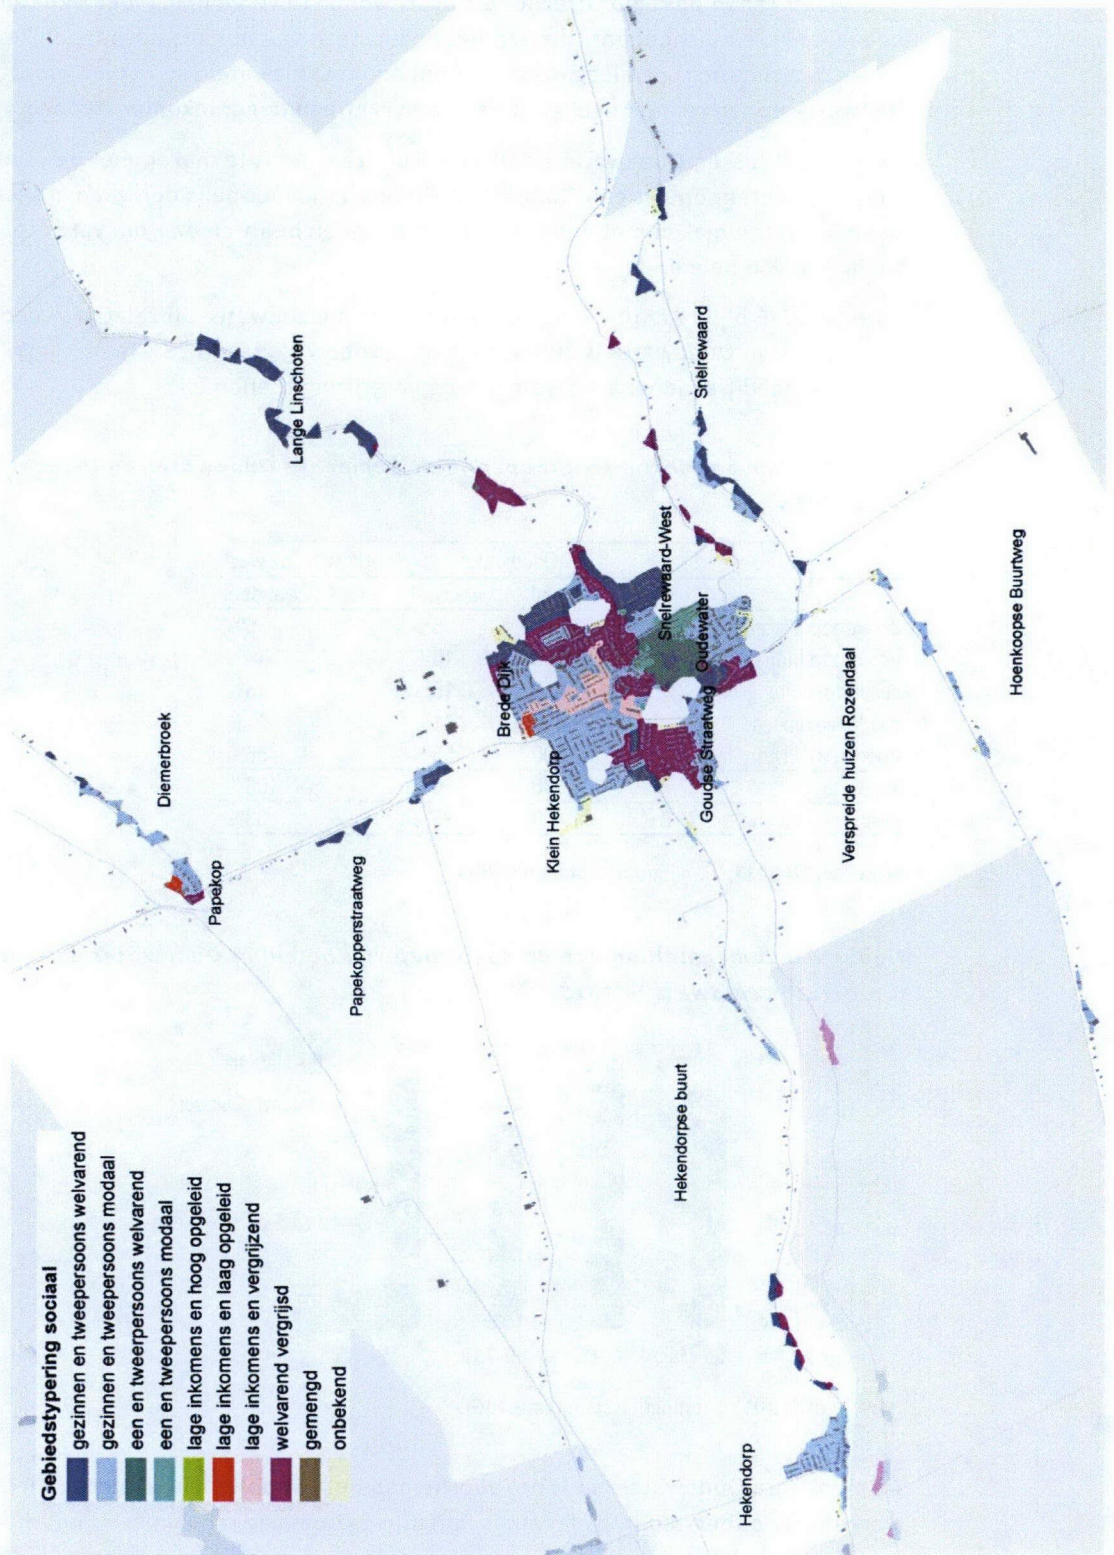 Gebiedstypering sociaal
gezinnen en tweepersoons welvarend
gezinnen en tweepersoons modaal
een en tweerpersoons welvarend
een en tweepersoons modaal
lage inkomens en hoog opgeleid
lage inkomens en laag opgeleid
lage inkomens en vergrijzend
welvarend vergrijsd
gemengd
onbekend
Diemerbroek
Papekop
Papekopperstraatweg
Lange Linschoten
Brede Dijk
Klein Hekendorp
Snelrewaard
Snelrewaard-West
Oudewater
Goudse Straatweg
Verspreide huizen Rozendaal
Hoenkoopse Buurtweg
Hekendorpse buurt
Hekendorp